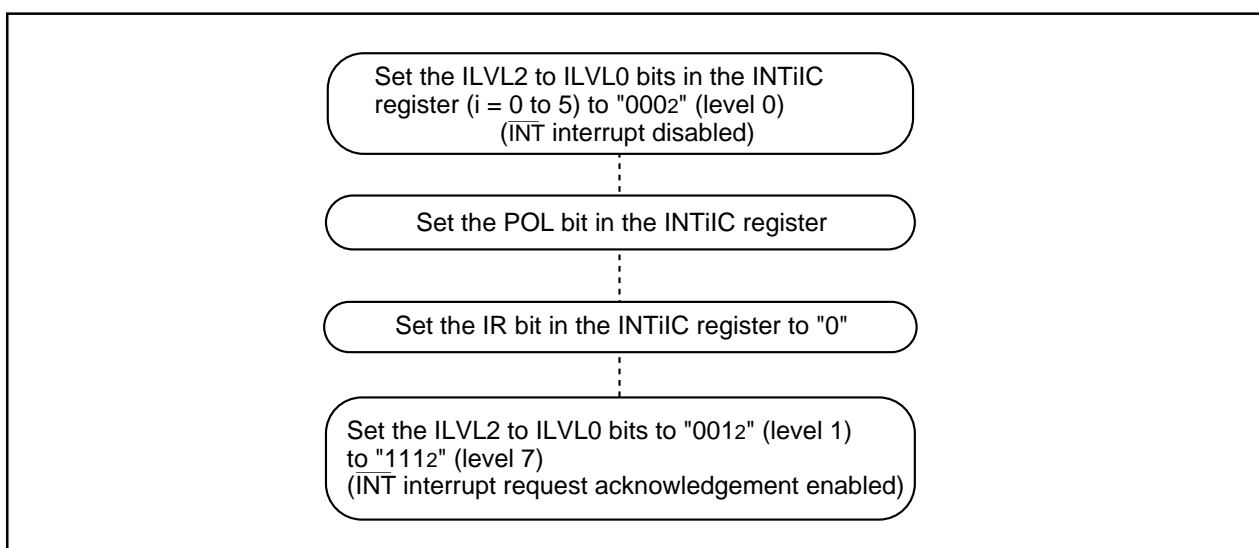 Set the ILVL2 to ILVL0 bits in the INTiIC
register (i = 0 to 5) to "0002" (level 0)
(INT interrupt disabled)
Set the POL bit in the INTiIC register
Set the IR bit in the INTiIC register to "0"
Set the ILVL2 to ILVL0 bits to "0012" (level 1)
to "1112" (level 7)
(INT interrupt request acknowledgement enabled)